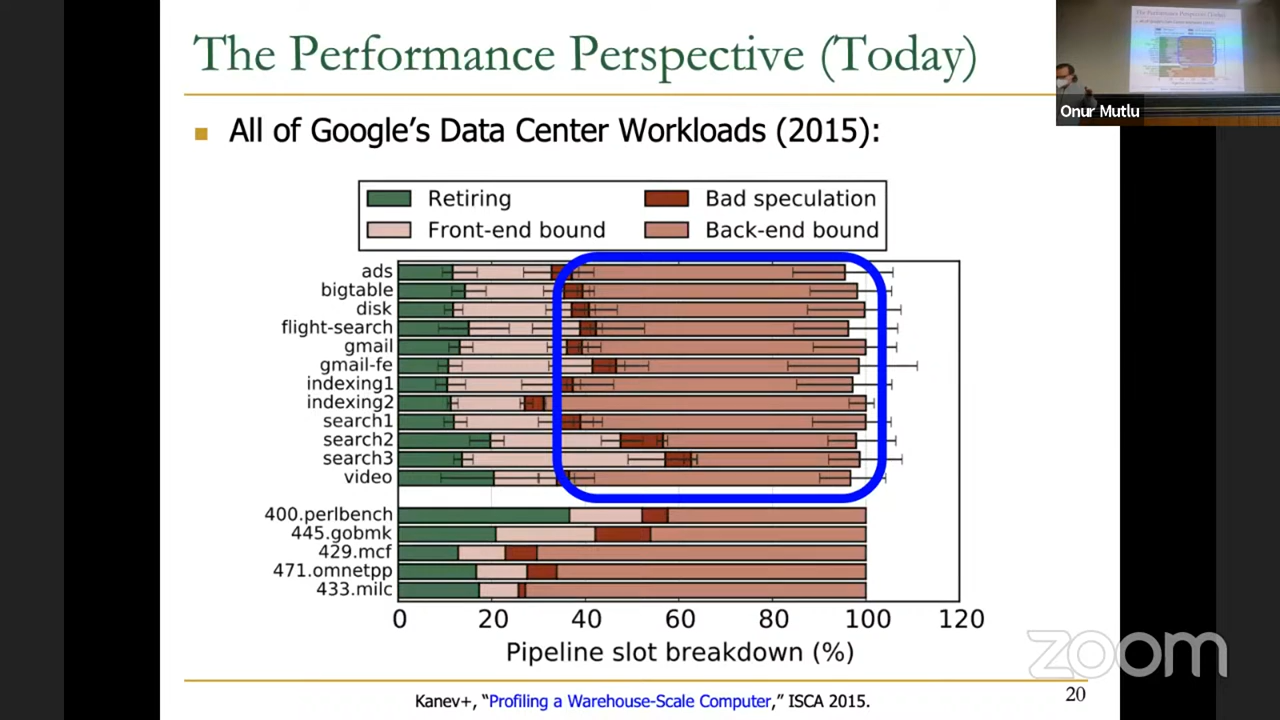 The Performance Perspective (Today)
Onur Mutlu
■ All of Google's Data Center Workloads (2015):
Retiring
Bad speculation
Front-end bound
Back-end bound
ads
bigtable
disk
flight-search
gmail
gmail-fe
indexing1
indexing2
search1
search2
search3
video
400.perlbench
445.gobmk
429.mcf
471.omnetpp
433.milc
0 20 40 60 80 100 120
Pipeline slot breakdown (%)
zoom
Kanev+, "Profiling a Warehouse-Scale Computer," ISCA 2015.
20